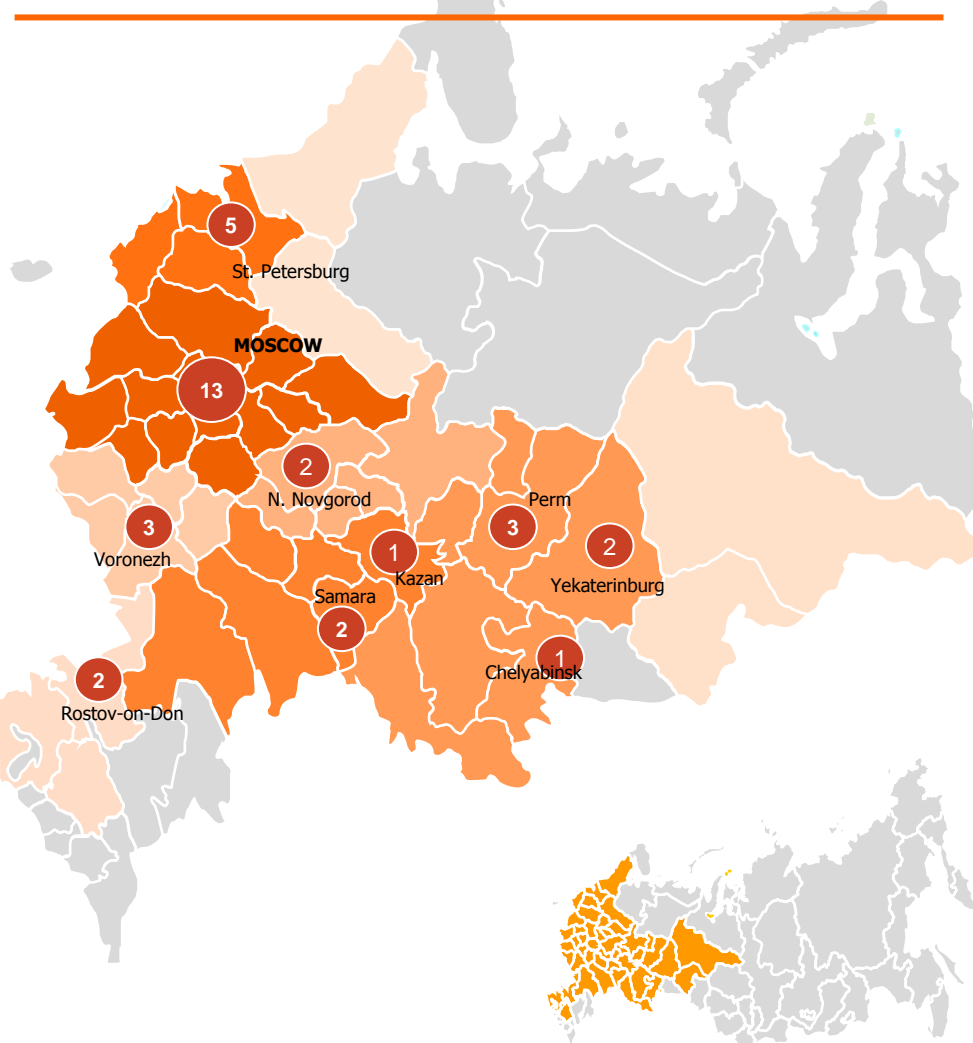 5
St. Petersburg
MOSCOW
13
2
N. Novgorod
Perm
3
3
1
2
Voronezh
Kazan
Yekaterinburg
Samara
2
1
Chelyabinsk
2
Rostov-on-Don